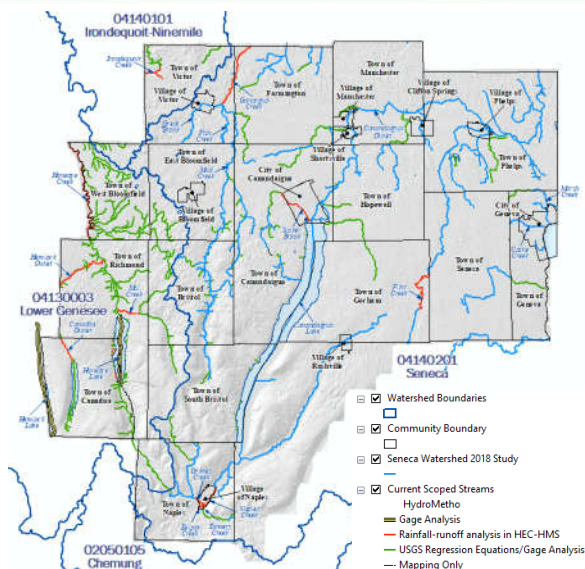 04140101
Irondequoit-Ninemile
Town of
Victor
Village of
Victor
Town of
Farmington
Town of
Manchester
Village of
Manchester
Village of
Clifton Springs
Village of
Phelps
Town of
Phelps
Village of
Shortsville
Town of
East Bloomfield
Village of
Bloomfield
Town of
West Bloomfield
City of
Canandaigua
Town of
Hopewell
City of
Geneva
Town of
Seneca
Town of
Geneva
Town of
Richmond
Town of
Bristol
Town of
Canandaigua
Town of
Gorham
04130003
Lower Genesee
Canandaigua Lake
Village of
Rushville
04140201
Seneca
Town of
Canadice
Town of
South Bristol
Village
of Naples
Town of
Naples
02050105
Chemung
Watershed Boundaries
Community Boundary
Seneca Watershed 2018 Study
Current Scoped Streams
HydroMetho
Gage Analysis
Rainfall-runoff analysis in HEC-HMS
USGS Regression Equations/Gage Analysis
Mapping Only